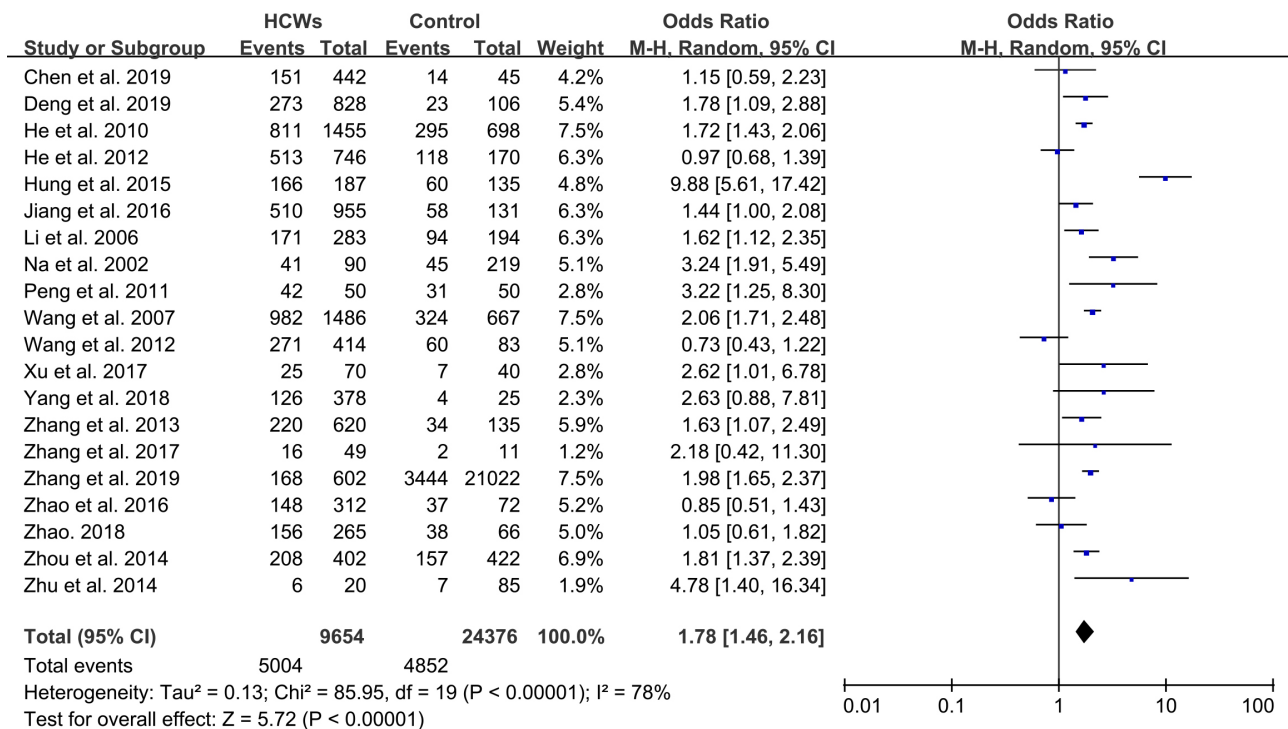 HCWs Control Odds Ratio Odds Ratio
Study or Subgroup Events Total Events Total Weight M-H, Random, 95% CI M-H, Random, 95% CI
Chen et al. 2019 151 442 14 45 4.2% 1.15 [0.59, 2.23]
Deng et al. 2019 273 828 23 106 5.4% 1.78 [1.09, 2.88]
He et al. 2010 811 1455 295 698 7.5% 1.72 [1.43, 2.06]
He et al. 2012 513 746 118 170 6.3% 0.97 [0.68, 1.39]
Hung et al. 2015 166 187 60 135 4.8% 9.88 [5.61, 17.42]
Jiang et al. 2016 510 955 58 131 6.3% 1.44 [1.00, 2.08]
Li et al. 2006 171 283 94 194 6.3% 1.62 [1.12, 2.35]
Na et al. 2002 41 90 45 219 5.1% 3.24 [1.91, 5.49]
Peng et al. 2011 42 50 31 50 2.8% 3.22 [1.25, 8.30]
Wang et al. 2007 982 1486 324 667 7.5% 2.06 [1.71, 2.48]
Wang et al. 2012 271 414 60 83 5.1% 0.73 [0.43, 1.22]
Xu et al. 2017 25 70 7 40 2.8% 2.62 [1.01, 6.78]
Yang et al. 2018 126 378 4 25 2.3% 2.63 [0.88, 7.81]
Zhang et al. 2013 220 620 34 135 5.9% 1.63 [1.07, 2.49]
Zhang et al. 2017 16 49 2 11 1.2% 2.18 [0.42, 11.30]
Zhang et al. 2019 168 602 3444 21022 7.5% 1.98 [1.65, 2.37]
Zhao et al. 2016 148 312 37 72 5.2% 0.85 [0.51, 1.43]
Zhao. 2018 156 265 38 66 5.0% 1.05 [0.61, 1.82]
Zhou et al. 2014 208 402 157 422 6.9% 1.81 [1.37, 2.39]
Zhu et al. 2014 6 20 7 85 1.9% 4.78 [1.40, 16.34]
Total (95% CI) 9654 24376 100.0% 1.78 [1.46, 2.16]
Total events 5004 4852
Heterogeneity: Tau² = 0.13; Chi² = 85.95, df = 19 (P < 0.00001); I² = 78%
Test for overall effect: Z = 5.72 (P < 0.00001)
0.01 0.1 1 10 100